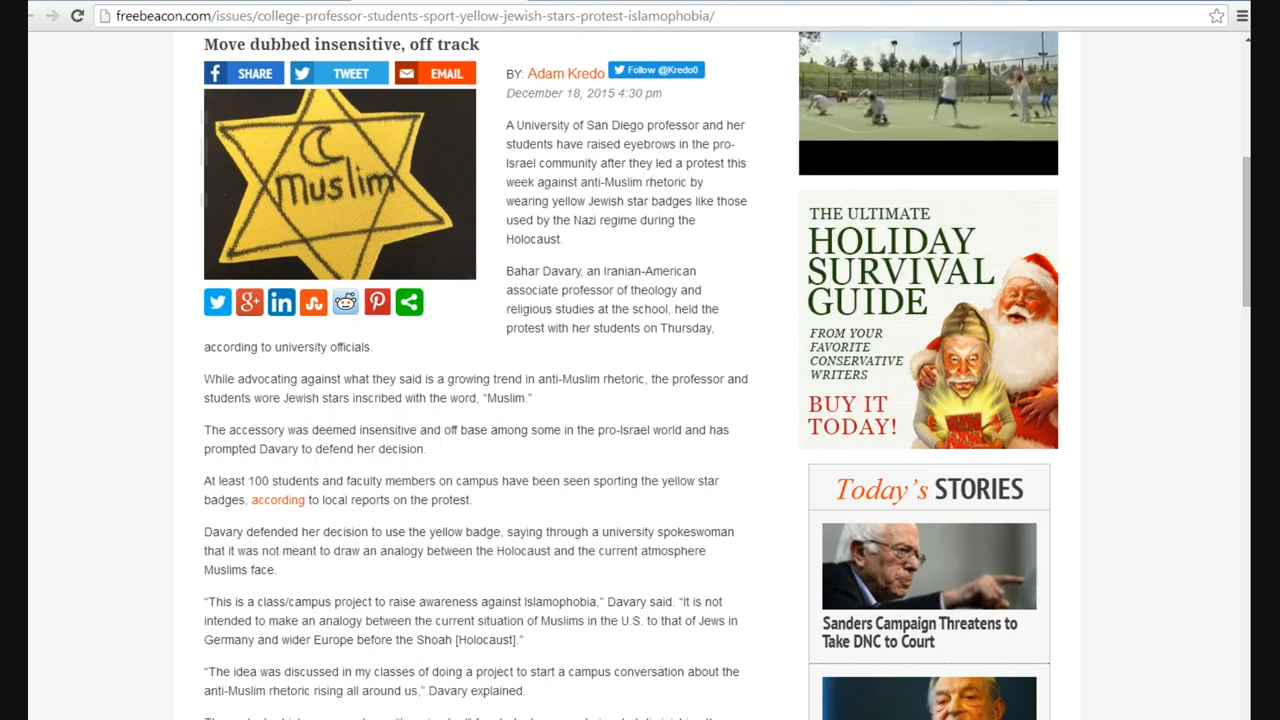 freebeacon.com/issues/college-professor-students-sport-yellow-jewish-stars-protest-islamophobia/
Move dubbed insensitive, off track
SHARE
TWEET
EMAIL
Muslim
BY: Adam Kredo
Follow @Kredo0
December 18, 2015 4:30 pm
A University of San Diego professor and her
students have raised eyebrows in the pro-
Israel community after they led a protest this
week against anti-Muslim rhetoric by
wearing yellow Jewish star badges like those
used by the Nazi regime during the
Holocaust.
Bahar Davary, an Iranian-American
associate professor of theology and
religious studies at the school, held the
protest with her students on Thursday,
according to university officials.
While advocating against what they said is a growing trend in anti-Muslim rhetoric, the professor and
students wore Jewish stars inscribed with the word, “Muslim.”
The accessory was deemed insensitive and off base among some in the pro-Israel world and has
prompted Davary to defend her decision.
At least 100 students and faculty members on campus have been seen sporting the yellow star
badges, according to local reports on the protest.
Davary defended her decision to use the yellow badge, saying through a university spokeswoman
that it was not meant to draw an analogy between the Holocaust and the current atmosphere
Muslims face.
“This is a class/campus project to raise awareness against Islamophobia,” Davary said. “It is not
intended to make an analogy between the current situation of Muslims in the U.S. to that of Jews in
Germany and wider Europe before the Shoah [Holocaust].”
“The idea was discussed in my classes of doing a project to start a campus conversation about the
anti-Muslim rhetoric rising all around us,” Davary explained.
THE ULTIMATE
HOLIDAY
SURVIVAL
GUIDE
FROM YOUR
FAVORITE
CONSERVATIVE
WRITERS
BUY IT
TODAY!
Today's STORIES
Sanders Campaign Threatens to
Take DNC to Court